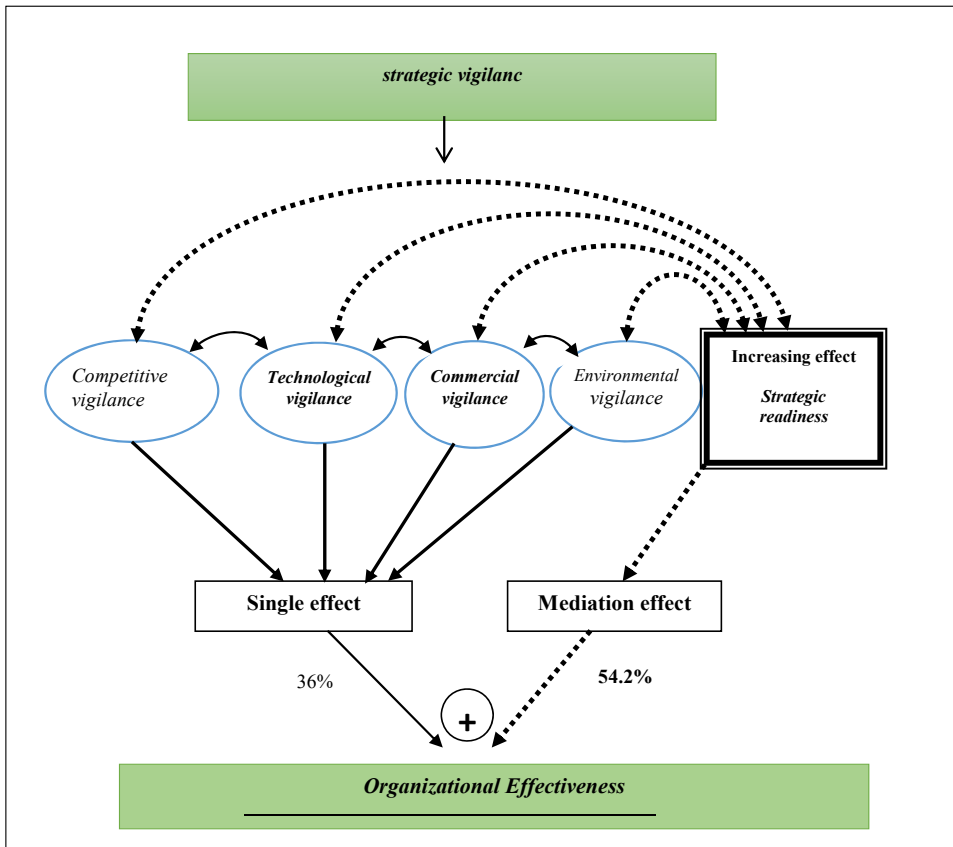 strategic vigilanc
Competitive
vigilance
Technological
vigilance
Commercial
vigilance
Environmental
vigilance
Increasing effect
Strategic
readiness
Single effect
Mediation effect
36%
54.2%
+
Organizational Effectiveness